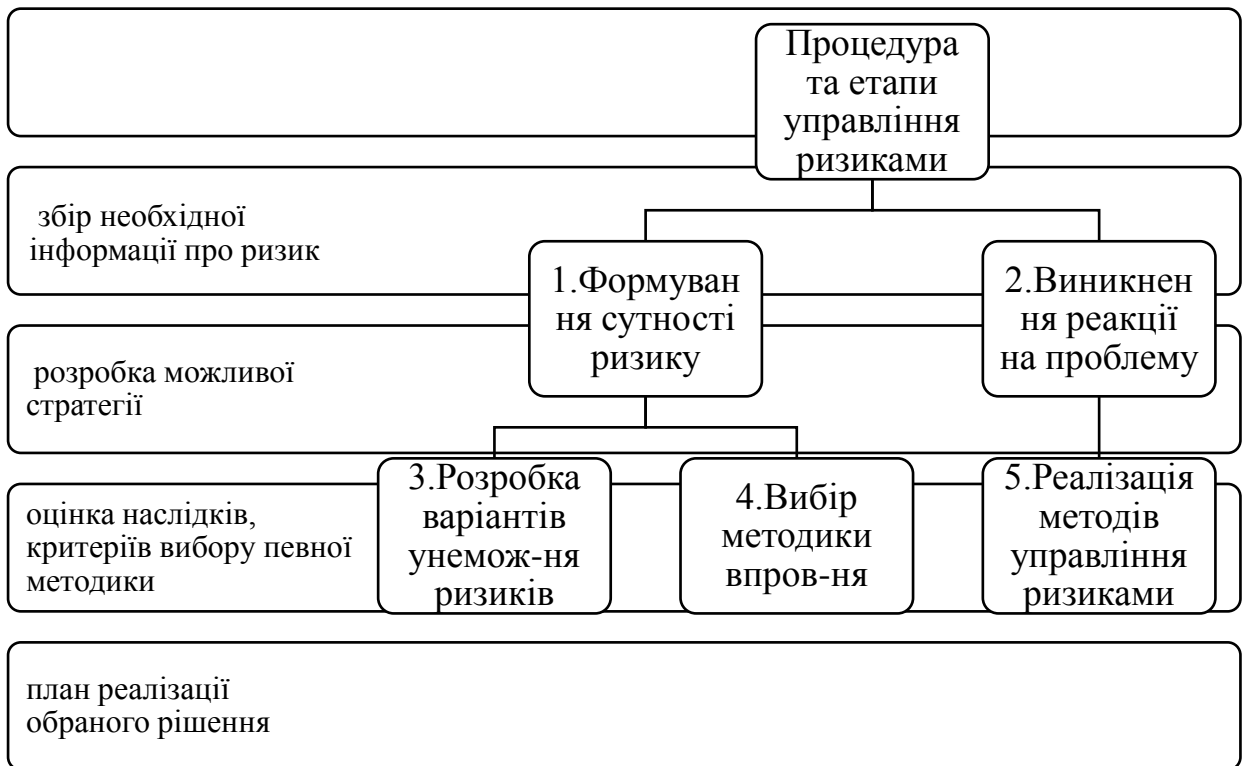 Процедура
та етапи
управління
ризиками
збір необхідної
інформації про ризик
1.Формуван
ня сутності
ризику
2.Виникнен
ня реакції
на проблему
розробка можливої
стратегії
3.Розробка
варіантів
унемож-ня
ризиків
4.Вибір
методики
впров-ня
5.Реалізація
методів
управління
ризиками
оцінка наслідків,
критеріїв вибору певної
методики
план реалізації
обраного рішення